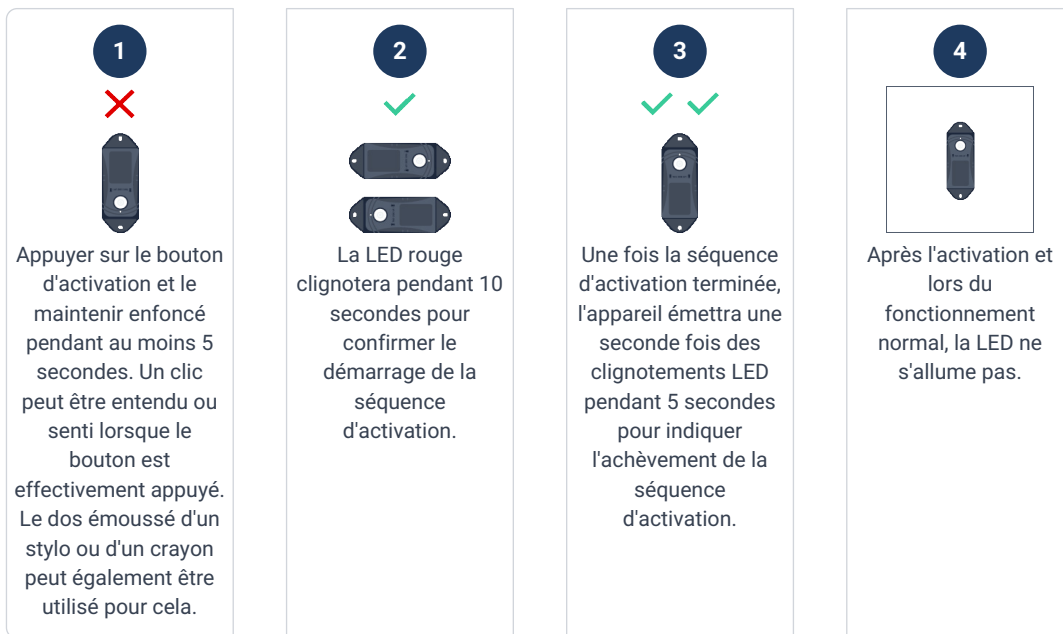 1
Appuyer sur le bouton
d'activation et le
maintenir enfoncé
pendant au moins 5
secondes. Un clic
peut être entendu ou
senti lorsque le
bouton est
effectivement appuyé.
Le dos émoussé d'un
stylo ou d'un crayon
peut également être
utilisé pour cela.
2
La LED rouge
clignotera pendant 10
secondes pour
confirmer le
démarrage de la
séquence
d'activation.
3
Une fois la séquence
d'activation terminée,
l'appareil émettra une
seconde fois des
clignotements LED
pendant 5 secondes
pour indiquer
l'achèvement de la
séquence
d'activation.
4
Après l'activation et
lors du
fonctionnement
normal, la LED ne
s'allume pas.